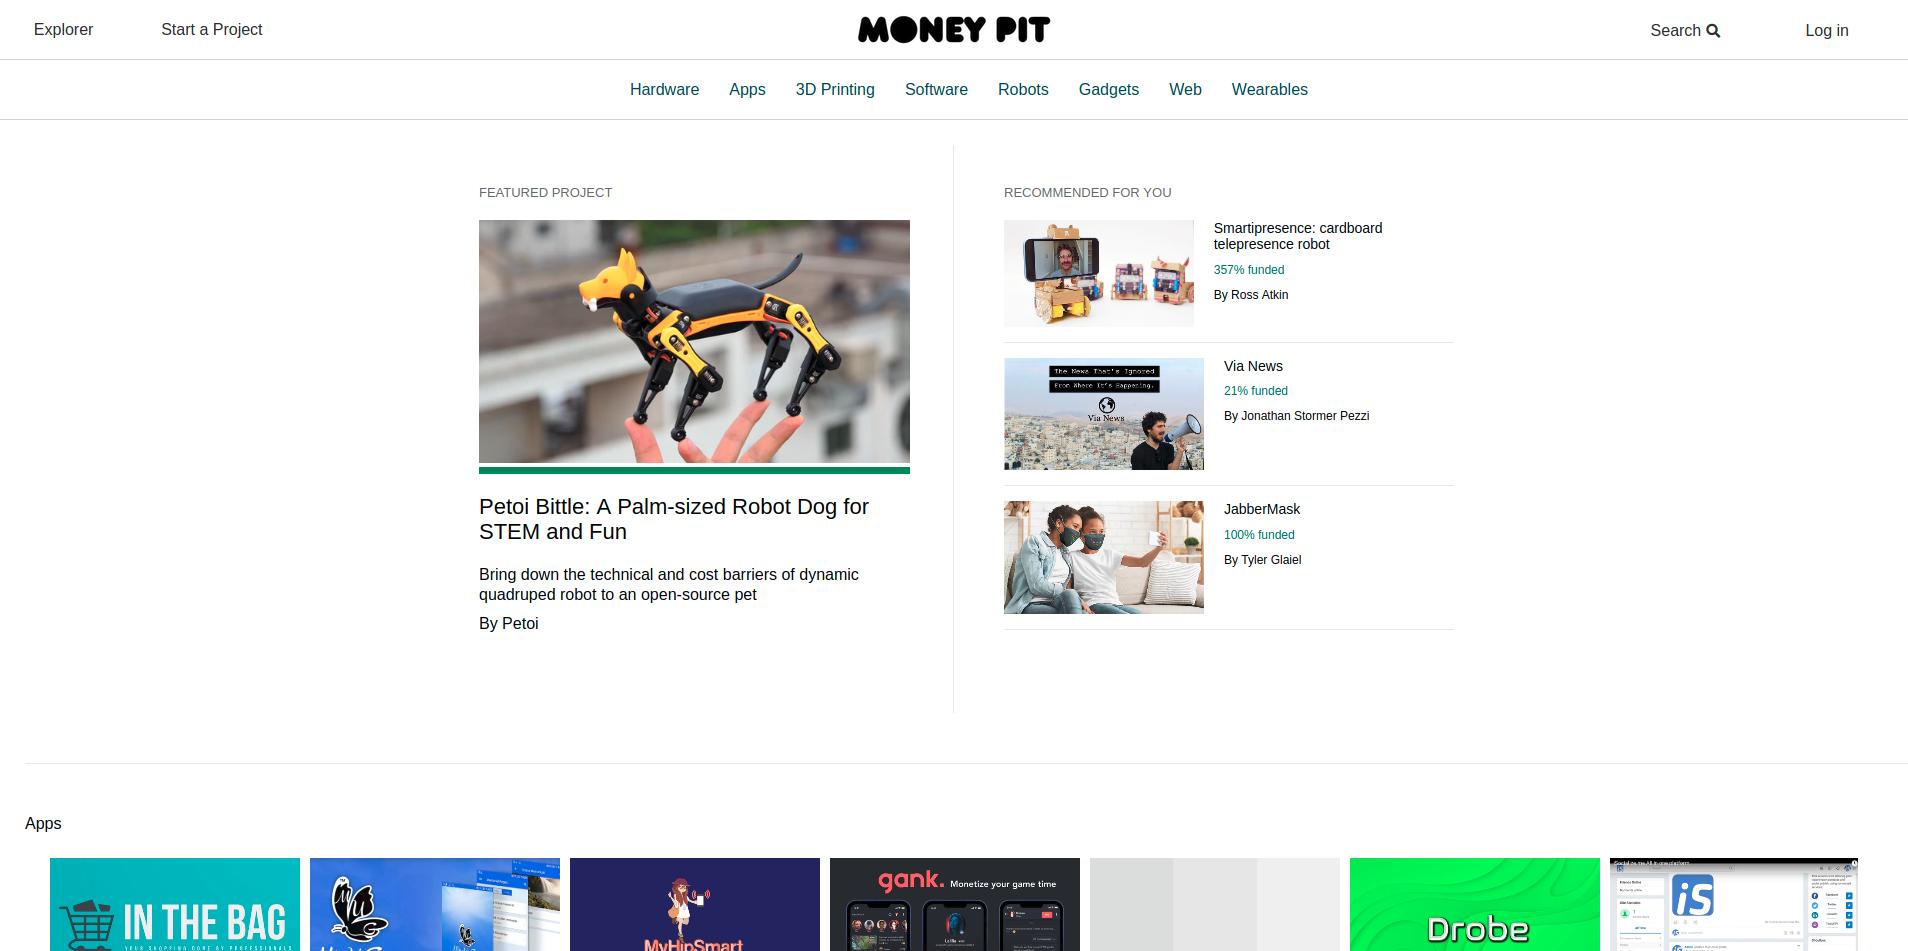 Explorer
Start a Project
MONEY PIT
Search
Log in
Hardware
Apps
3D Printing
Software
Robots
Gadgets
Web
Wearables
FEATURED PROJECT
Petoi Bittle: A Palm-sized Robot Dog for
STEM and Fun
Bring down the technical and cost barriers of dynamic
quadruped robot to an open-source pet
By Petoi
RECOMMENDED FOR YOU
Smartipresence: cardboard
telepresence robot
357% funded
By Ross Atkin
The News That's Ignored
From Where It's Happening.
Via News
Via News
21% funded
By Jonathan Stormer Pezzi
JabberMask
100% funded
By Tyler Glaiel
Apps
IN THE BAG
YOUR SHOPPING DONE BY PROFESSIONALS
MyHipSmart
gank. Monetize your game time
Drobe
iS